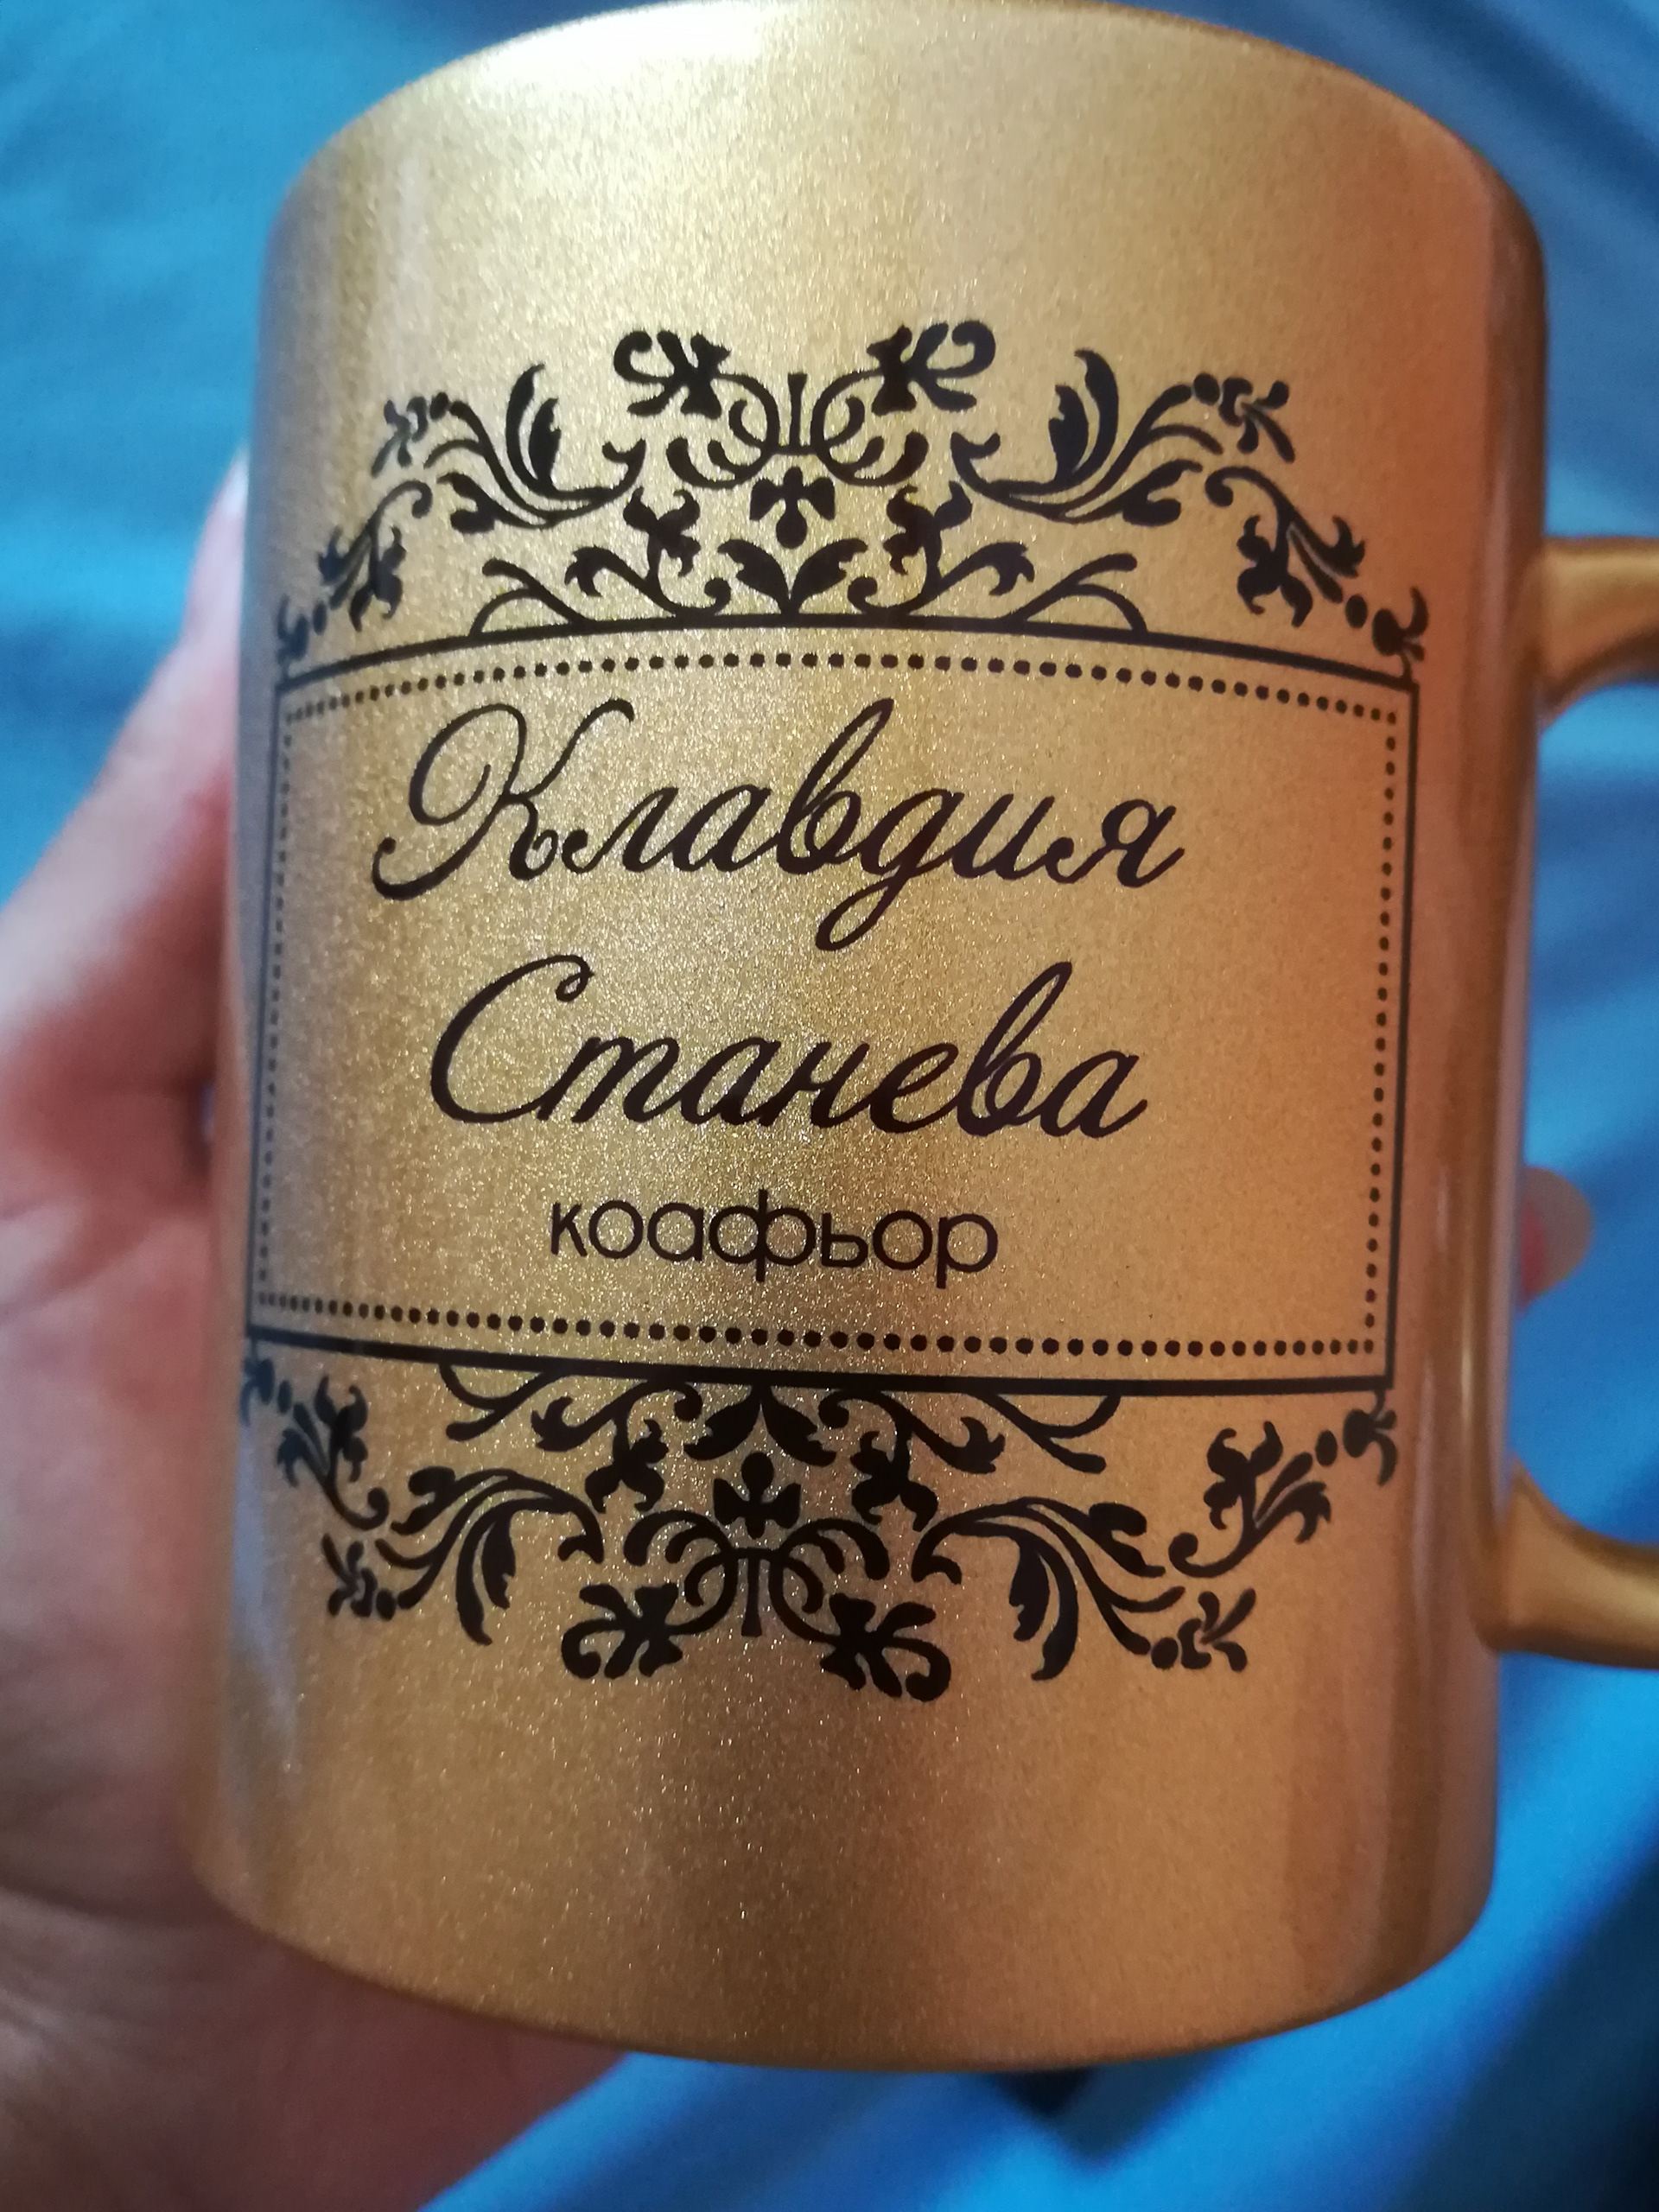 Клавдия
Станева
коафьор